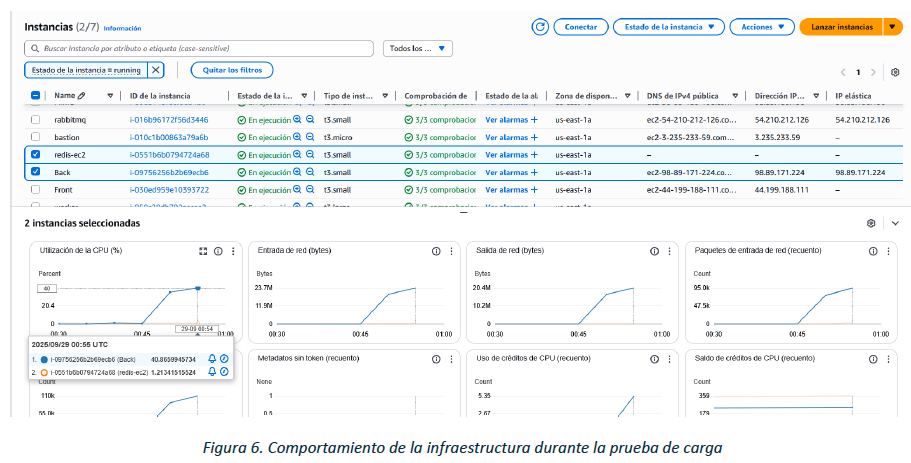 Instancias (2/7) Información
Conectar Estado de la instancia Acciones Lanzar instancias
Buscar Instancia por atributo o etiqueta (case-sensitive) Todos los ...
Estado de la instancia = running Quitar los filtros 1
Name ID de la instancia Estado de la i... Tipo de inst... Comprobación de Estado de la al Zona de dispon... DNS de IPv4 pública Dirección IP... IP elástica
rabbitmq i-016b96172f56d3446 En ejecución t3.small 3/3 comprobacior Ver alarmas + us-east-1a ec2-54-210-212-126.co... 54.210.212.126 54.210.212.126
bastion i-010c1b00863a79a6b En ejecución t3.micro 3/3 comprobacior Ver alarmas + us-east-1a ec2-3-235-233-59.com... 3.235.233.59 –
redis-ec2 i-0551b6b0794724a68 En ejecución t3.small 3/3 comprobacior Ver alarmas + us-east-1a – – –
Back i-09756256b2b69ecb6 En ejecución t3.small 3/3 comprobacior Ver alarmas + us-east-1a ec2-98-89-171-224.co... 98.89.171.224 98.89.171.224
Front i-030ed959e10393722 En ejecución t3.small 3/3 comprobacior Ver alarmas + us-east-1a ec2-44-199-188-111.co... 44.199.188.111 –
2 instancias seleccionadas
Utilización de la CPU (%) Entrada de red (bytes) Salida de red (bytes) Paquetes de entrada de red (recuento)
Percent Bytes Bytes Count
40 23.7M 20.4M 95.0k
20.4 11.9M 10.2M 47.5k
0 0 0 0
00:30 00:45 01:00 00:30 00:45 01:00 00:30 00:45 01:00 00:30 00:45 01:00
29-09 00:54
2025/09/29 00:55 UTC
1. i-09756256b2b69ecb6 (Back) 40.8659945734
2. i-0551b6b0794724a68 (redis-ec2) 1.21341515524
Metadatos sin token (recuento) Uso de créditos de CPU (recuento) Saldo de créditos de CPU (recuento)
Count None Count Count
110k 1 5.35 359
55.0k 0.5 2.67 179
Figura 6. Comportamiento de la infraestructura durante la prueba de carga